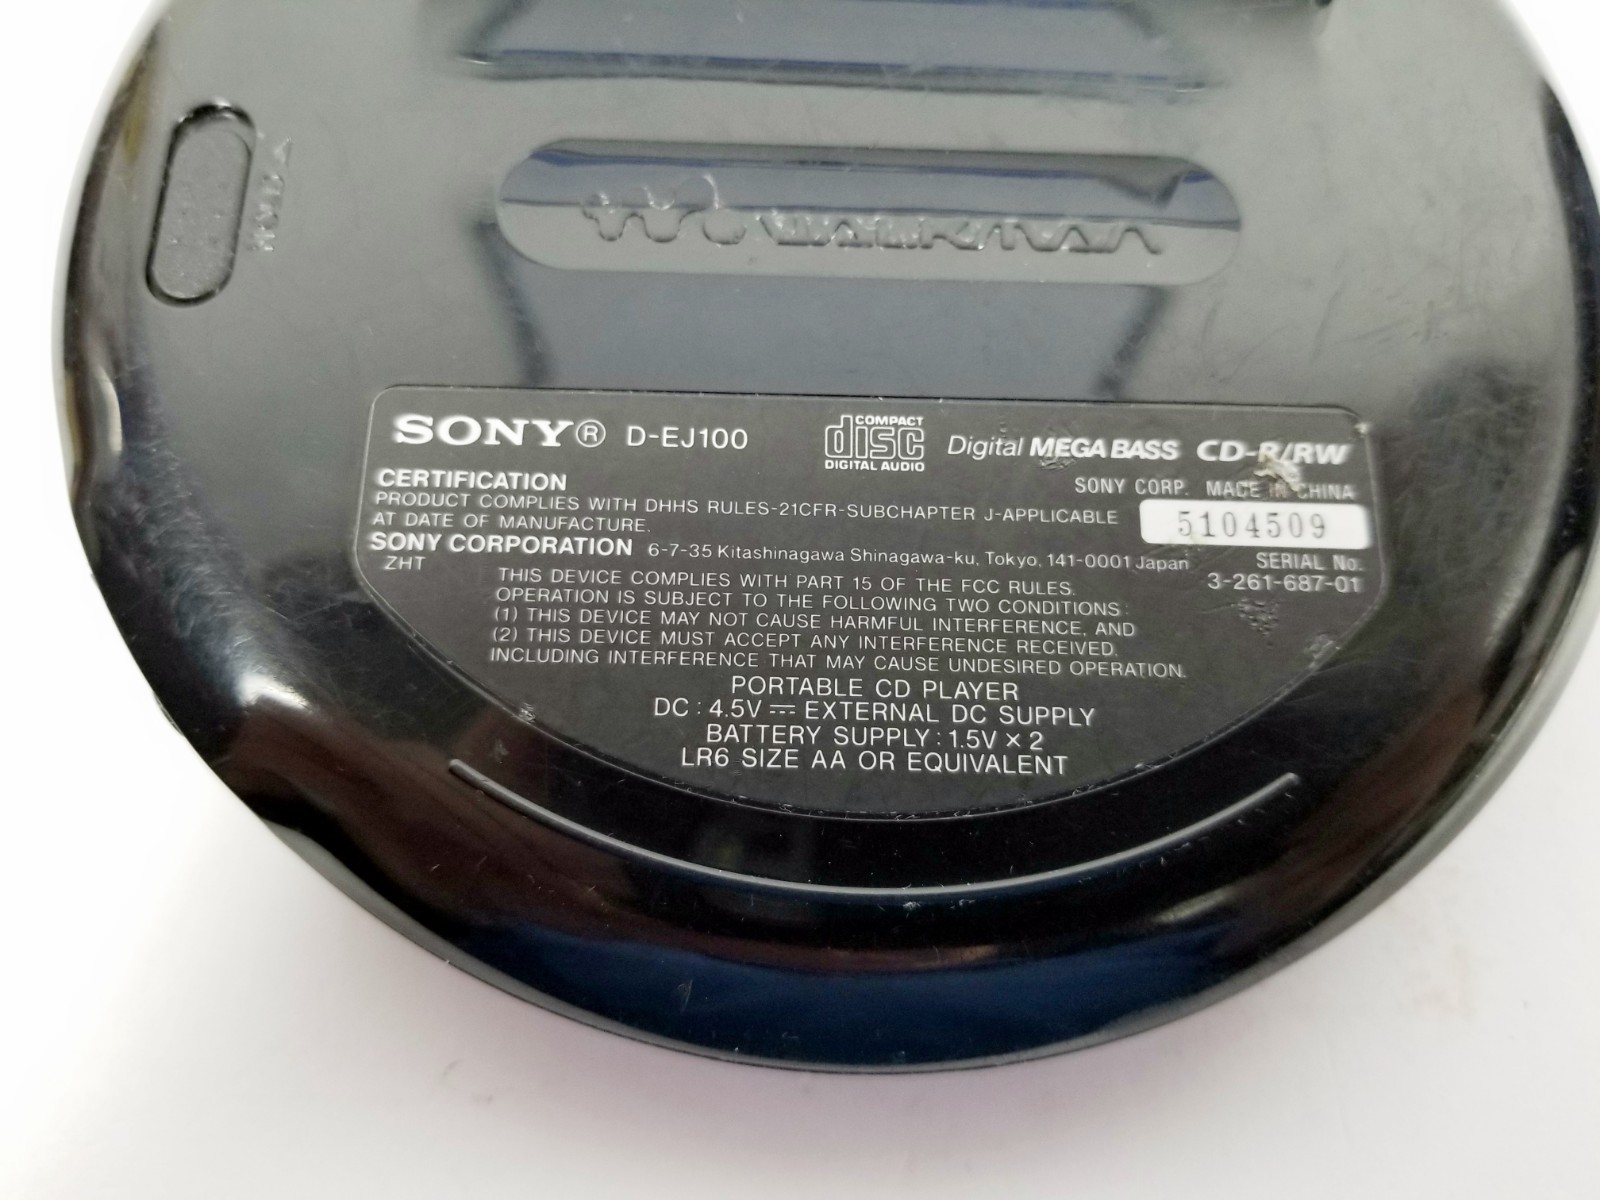 HOLD
WALKMAN
SONY® D-EJ100
COMPACT
disc
DIGITAL AUDIO
Digital MEGA BASS CD-R/RW
CERTIFICATION
SONY CORP. MADE IN CHINA
PRODUCT COMPLIES WITH DHHS RULES-21CFR-SUBCHAPTER J-APPLICABLE
AT DATE OF MANUFACTURE.
5104509
SONY CORPORATION 6-7-35 Kitashinagawa Shinagawa-ku, Tokyo, 141-0001 Japan
SERIAL No.
ZHT
3-261-687-01
THIS DEVICE COMPLIES WITH PART 15 OF THE FCC RULES.
OPERATION IS SUBJECT TO THE FOLLOWING TWO CONDITIONS:
(1) THIS DEVICE MAY NOT CAUSE HARMFUL INTERFERENCE, AND
(2) THIS DEVICE MUST ACCEPT ANY INTERFERENCE RECEIVED.
INCLUDING INTERFERENCE THAT MAY CAUSE UNDESIRED OPERATION.
PORTABLE CD PLAYER
DC : 4.5V ⎓ EXTERNAL DC SUPPLY
BATTERY SUPPLY : 1.5V × 2
LR6 SIZE AA OR EQUIVALENT